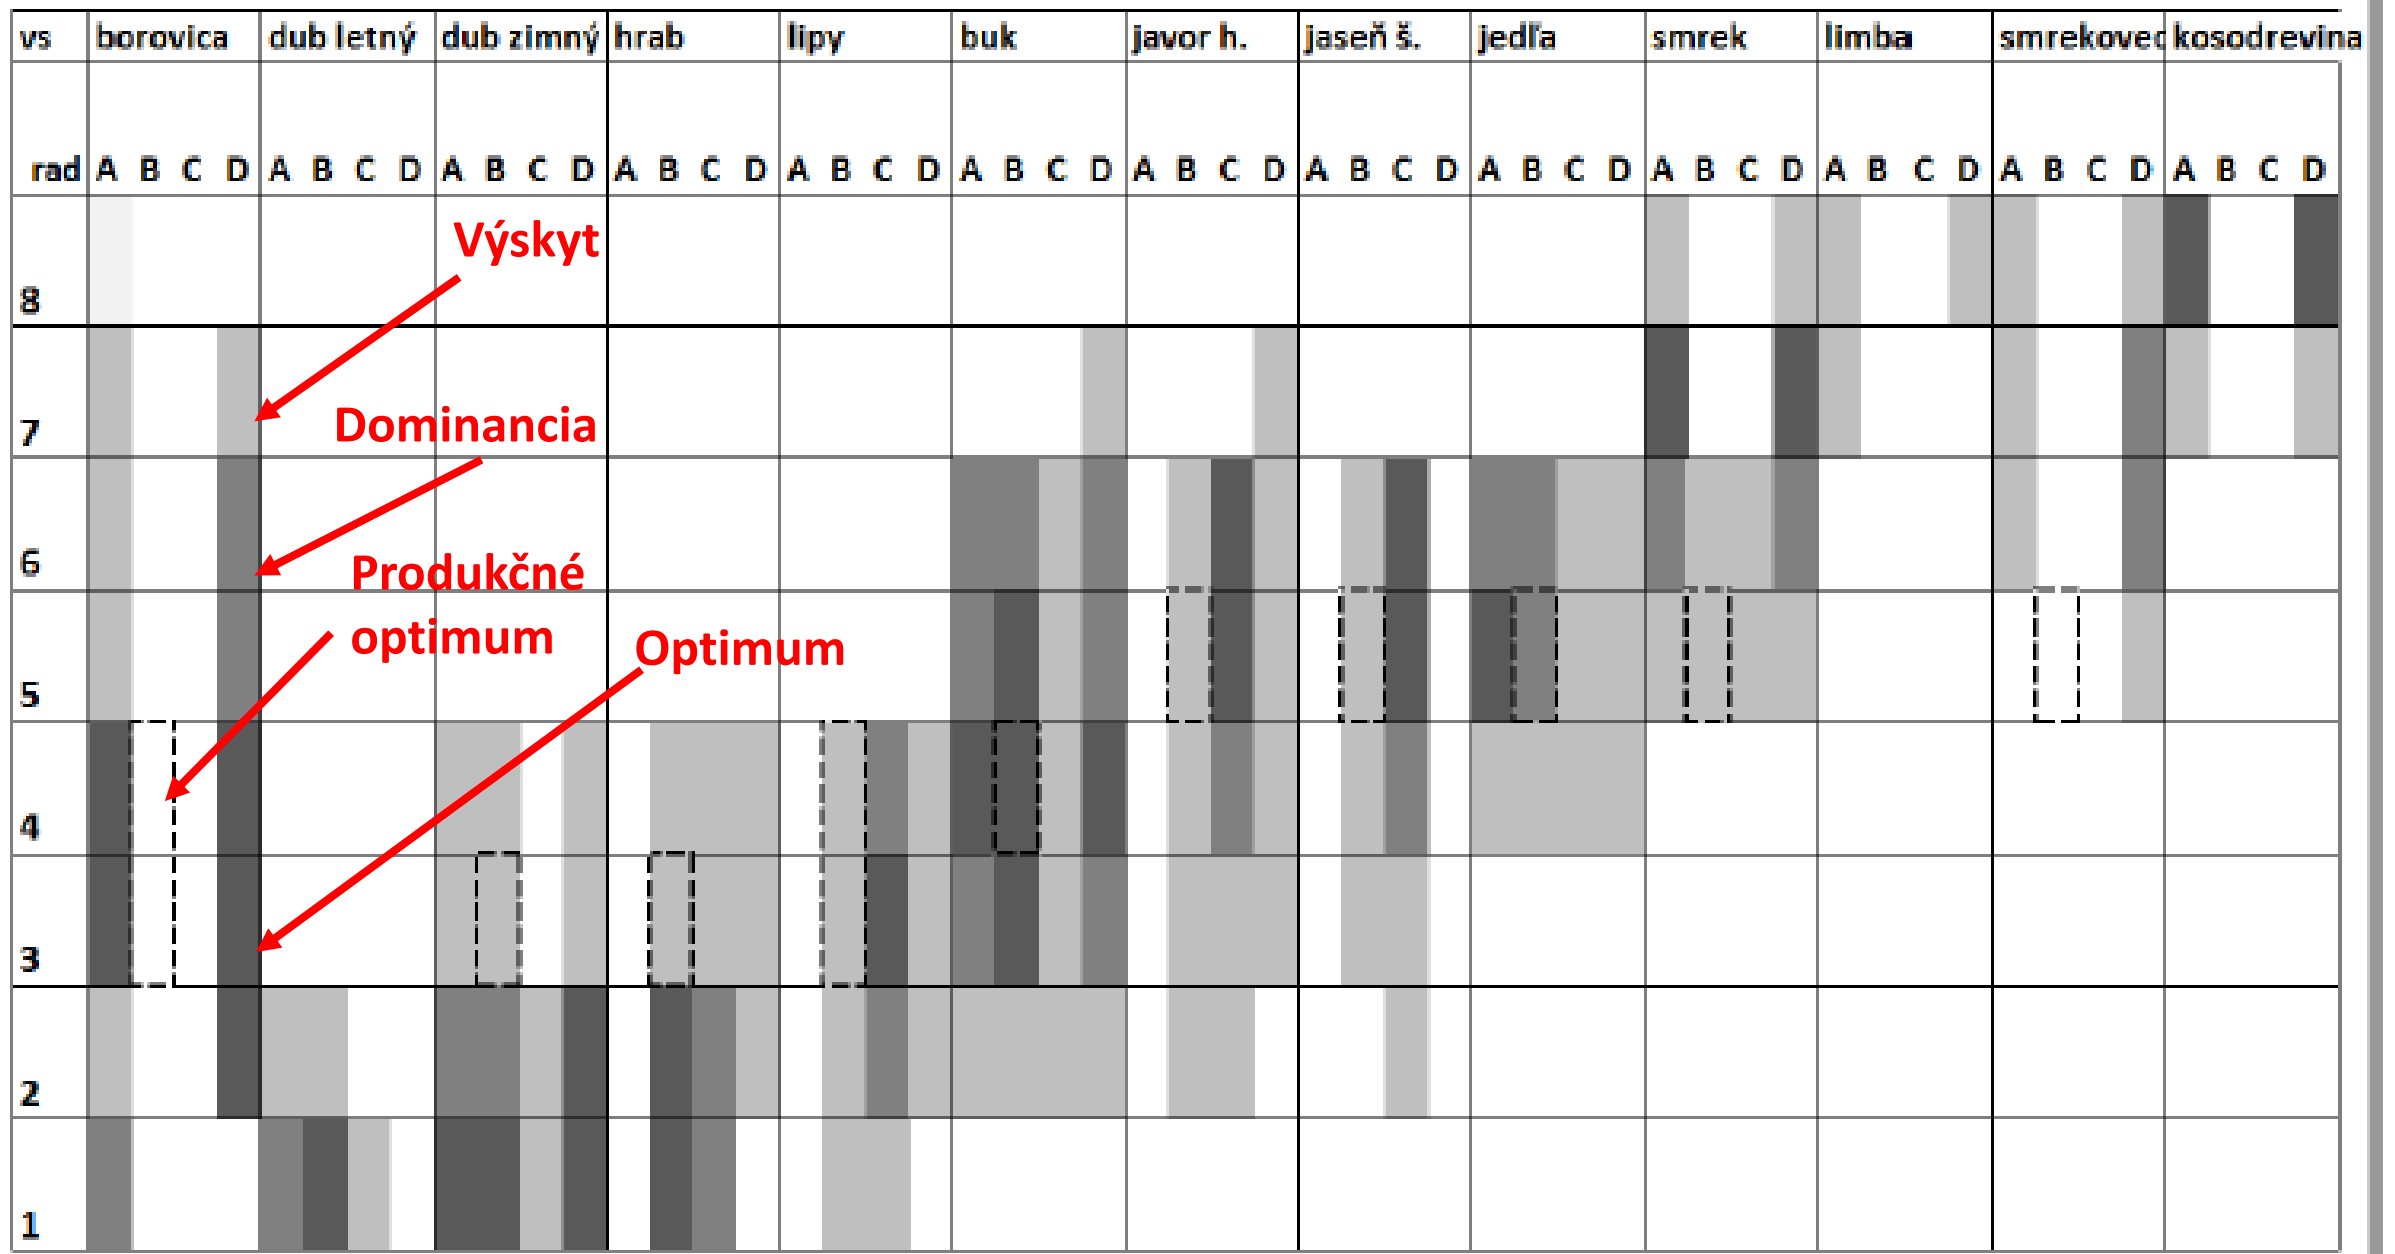 vs borovica dub letný dub zimný hrab lipy buk javor h. jaseň š. jedľa smrek limba smrekovec kosodrevina
rad A B C D A B C D A B C D A B C D A B C D A B C D A B C D A B C D A B C D A B C D A B C D A B C D A B C D
Výskyt
8
Dominancia
7
6
Produkčné
optimum
Optimum
5
4
3
2
1